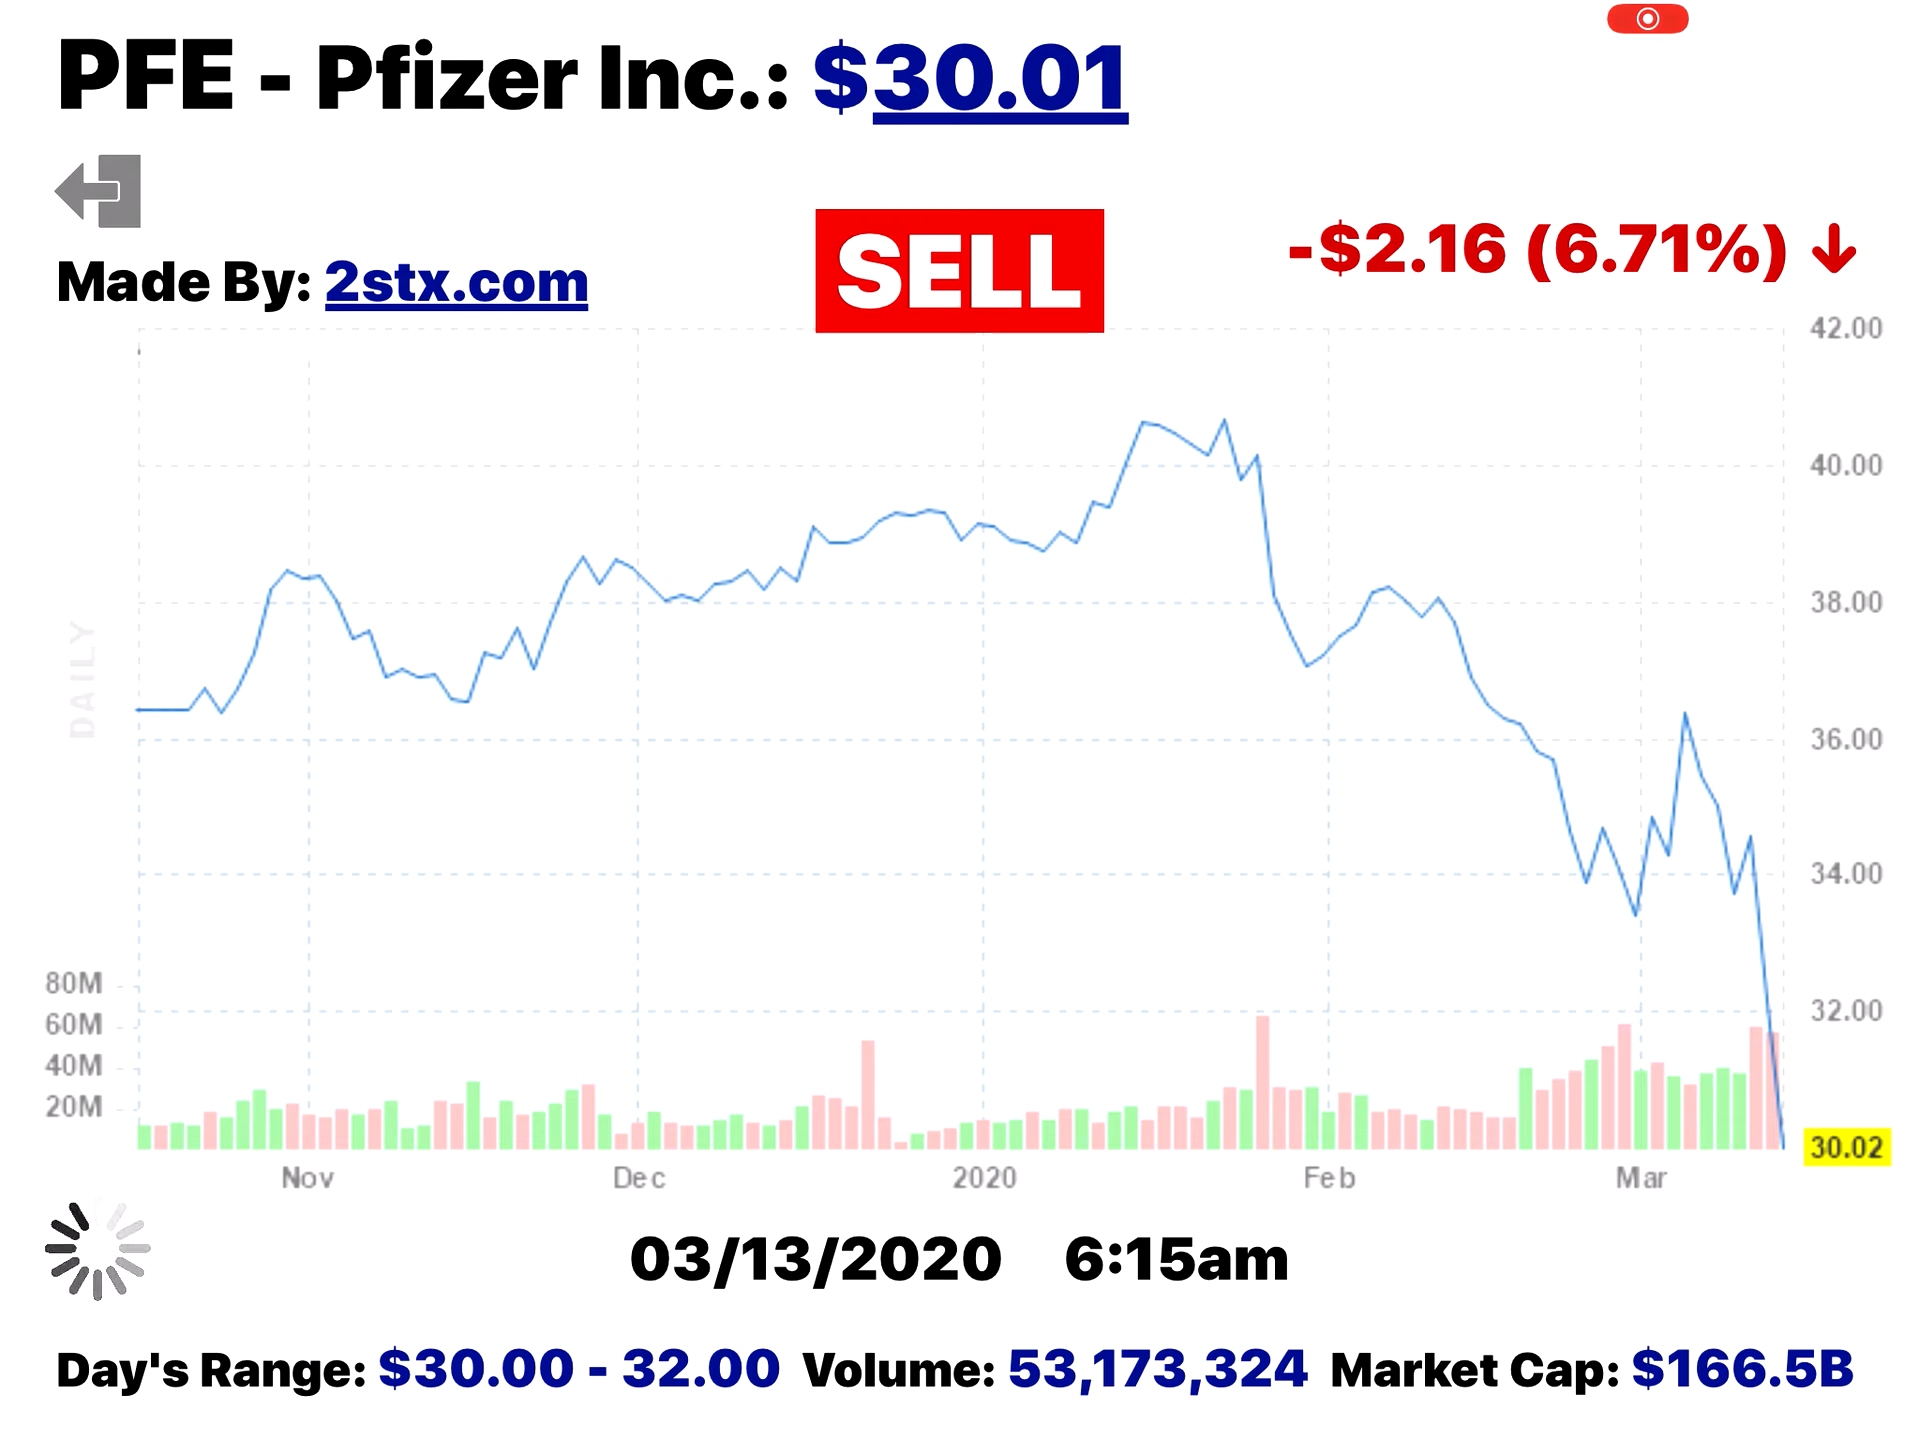 PFE - Pfizer Inc.: $30.01
SELL
-$2.16 (6.71%) ↓
Made By: 2stx.com
42.00
40.00
38.00
36.00
34.00
32.00
30.02
DAILY
80M
60M
40M
20M
Nov Dec 2020 Feb Mar
03/13/2020 6:15am
Day's Range: $30.00 - 32.00 Volume: 53,173,324 Market Cap: $166.5B